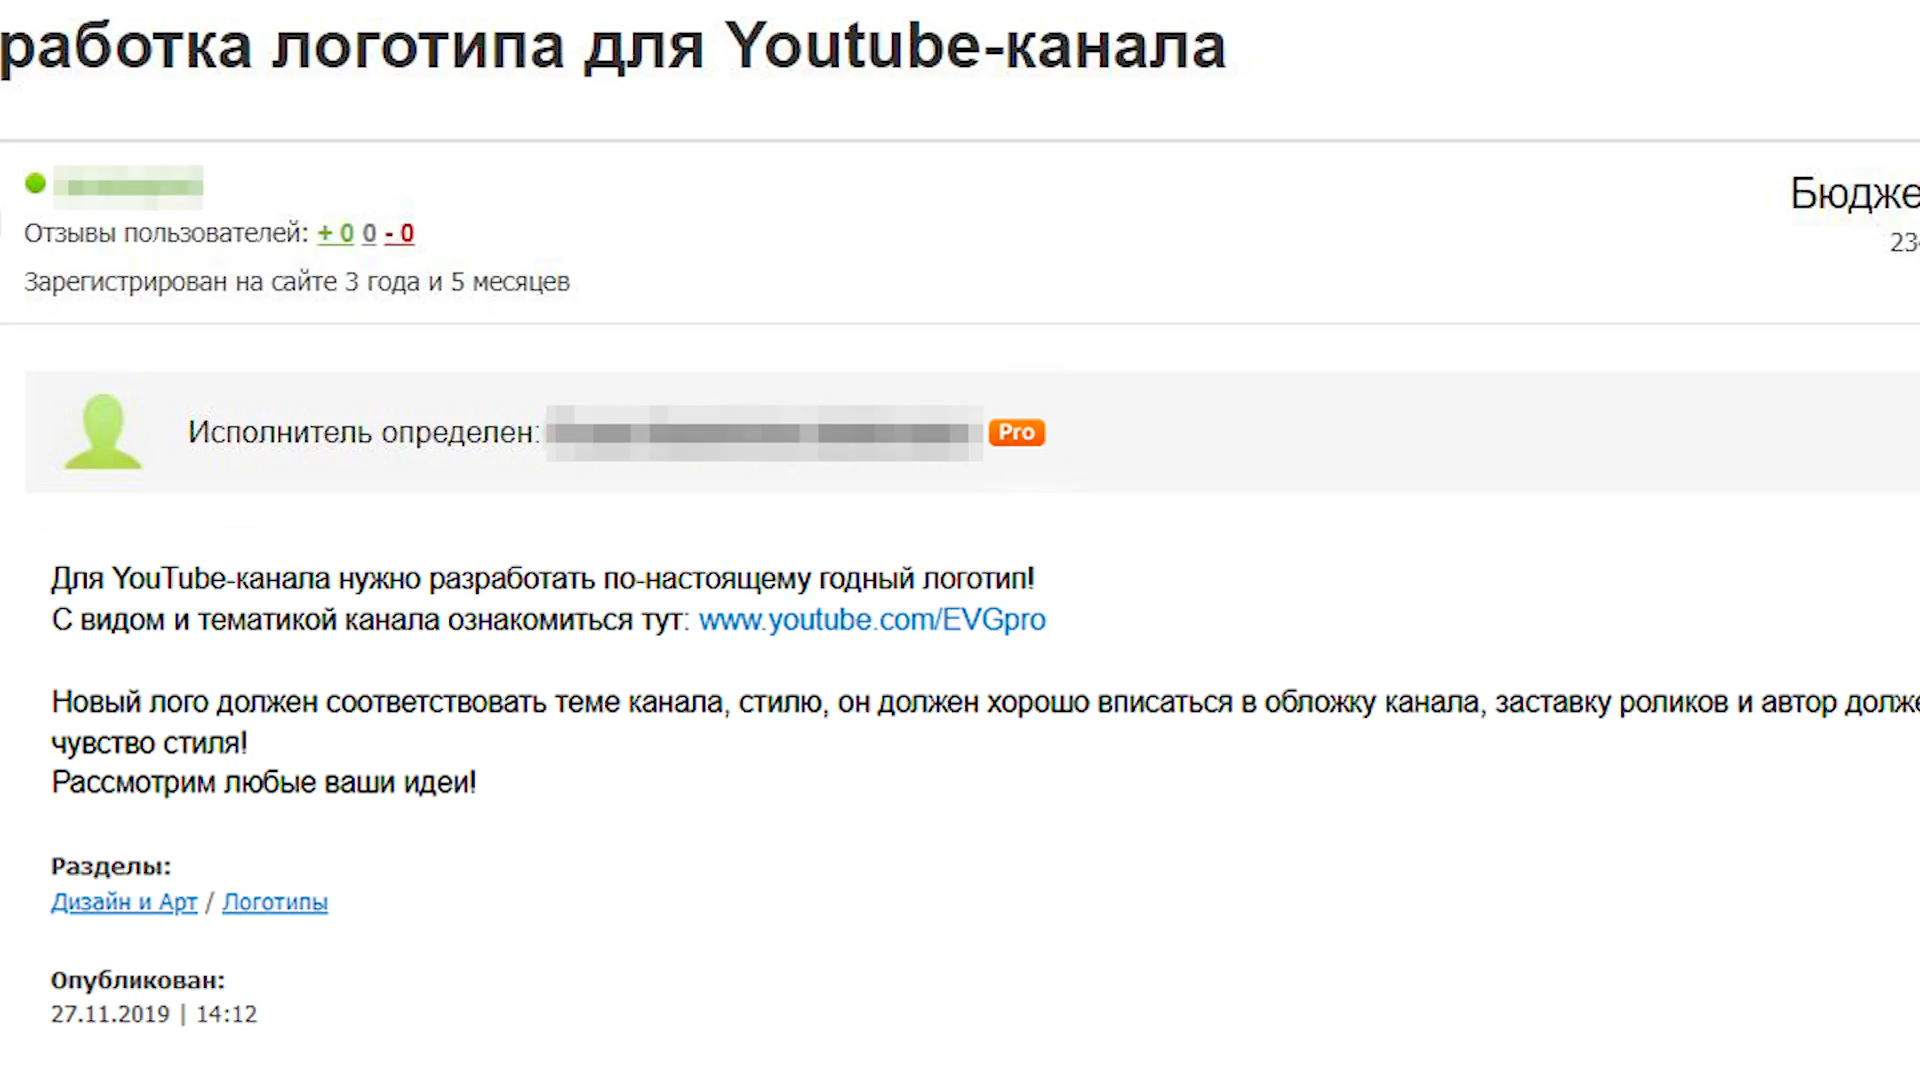 работка логотипа для Youtube-канала
Бюдже
Отзывы пользователей: + 0 0 - 0
23
Зарегистрирован на сайте 3 года и 5 месяцев
Исполнитель определен: Pro
Для YouTube-канала нужно разработать по-настоящему годный логотип!
С видом и тематикой канала ознакомиться тут: www.youtube.com/EVGpro
Новый лого должен соответствовать теме канала, стилю, он должен хорошо вписаться в обложку канала, заставку роликов и автор долже
чувство стиля!
Рассмотрим любые ваши идеи!
Разделы:
Дизайн и Арт / Логотипы
Опубликован:
27.11.2019 | 14:12